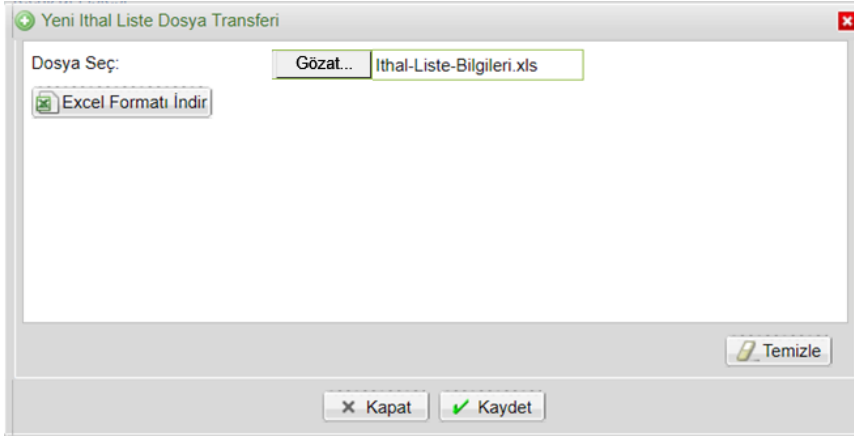 Yeni Ithal Liste Dosya Transferi
Dosya Seç: Gözat... Ithal-Liste-Bilgileri.xls
Excel Formatı İndir
Temizle
Kapat Kaydet